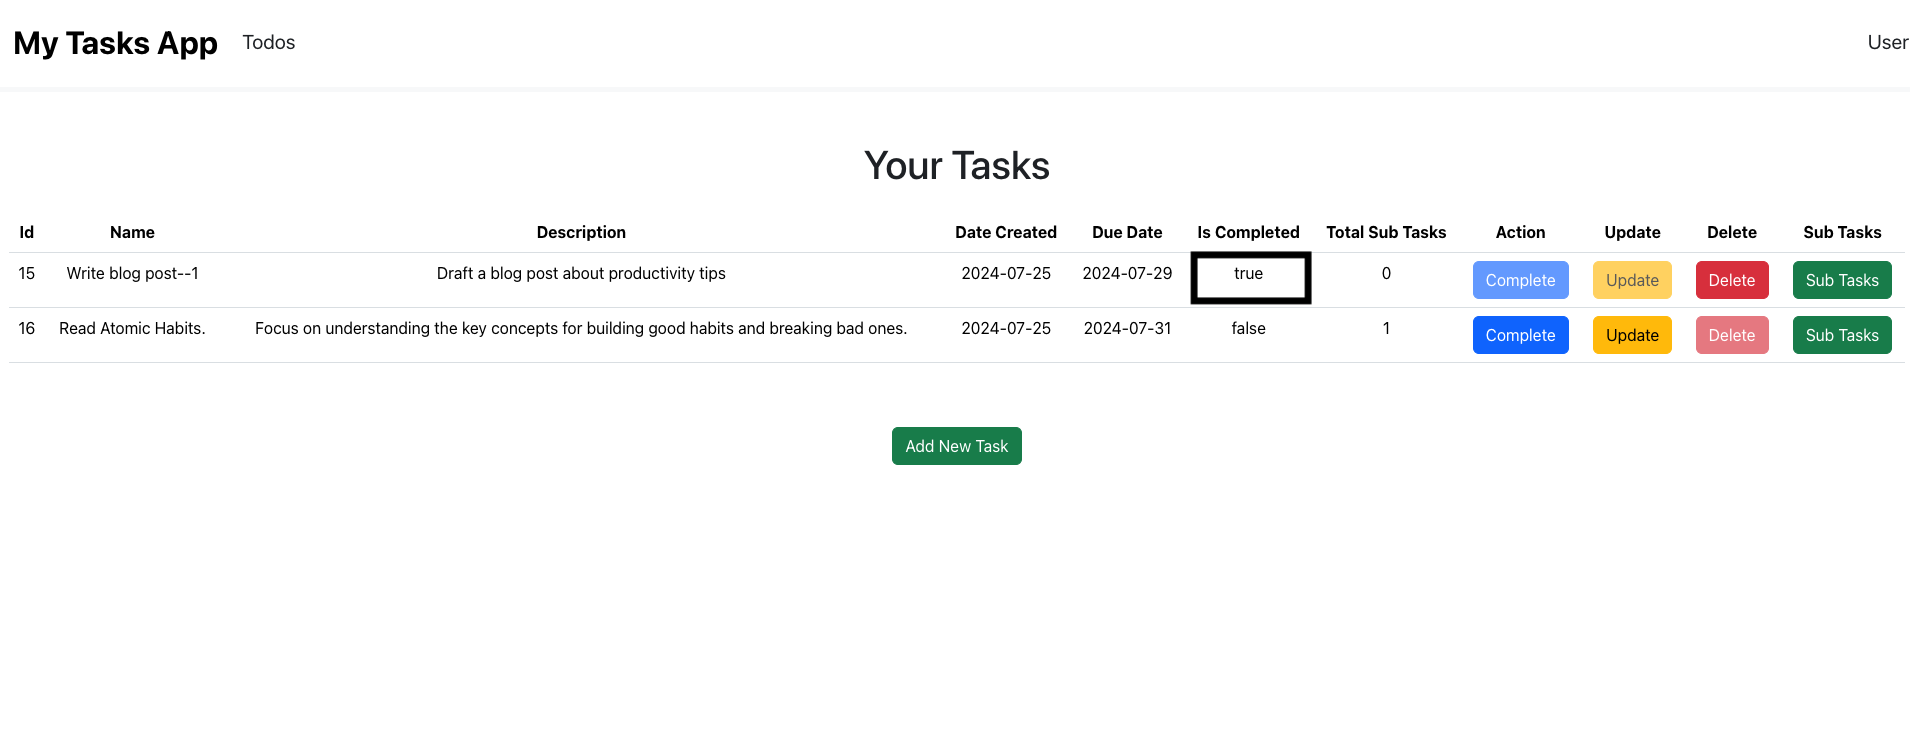 My Tasks App Todos User
Your Tasks
Id Name Description Date Created Due Date Is Completed Total Sub Tasks Action Update Delete Sub Tasks
15 Write blog post--1 Draft a blog post about productivity tips 2024-07-25 2024-07-29 true 0 Complete Update Delete Sub Tasks
16 Read Atomic Habits. Focus on understanding the key concepts for building good habits and breaking bad ones. 2024-07-25 2024-07-31 false 1 Complete Update Delete Sub Tasks
Add New Task